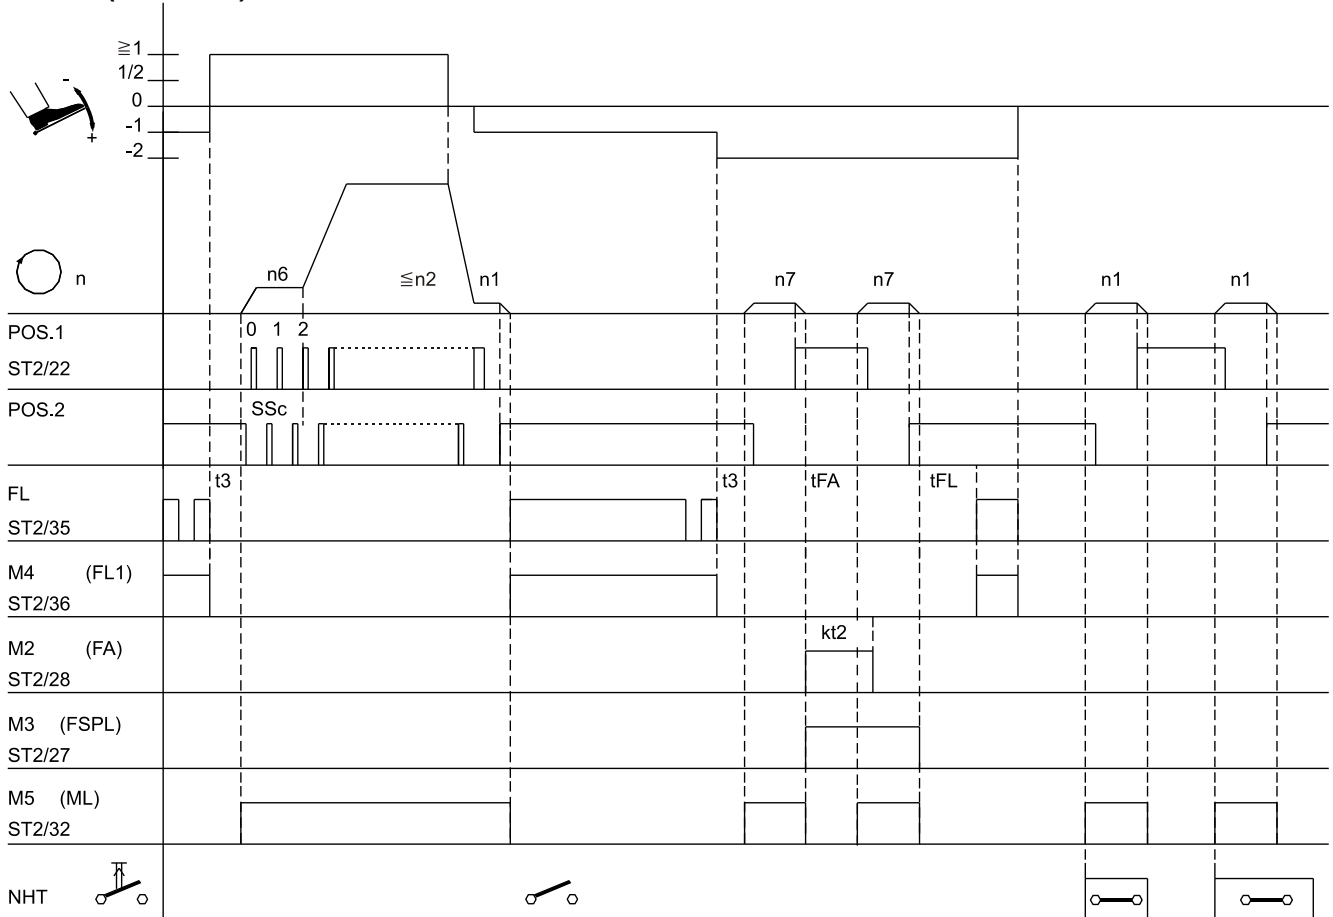 ≧1
1/2
0
-1
-2
-
+
n
n6
≦n2
n1
n7
n7
n1
n1
POS.1
0 1 2
ST2/22
POS.2
SSc
FL
t3
t3
tFA
tFL
ST2/35
M4 (FL1)
ST2/36
M2 (FA)
kt2
ST2/28
M3 (FSPL)
ST2/27
M5 (ML)
ST2/32
NHT